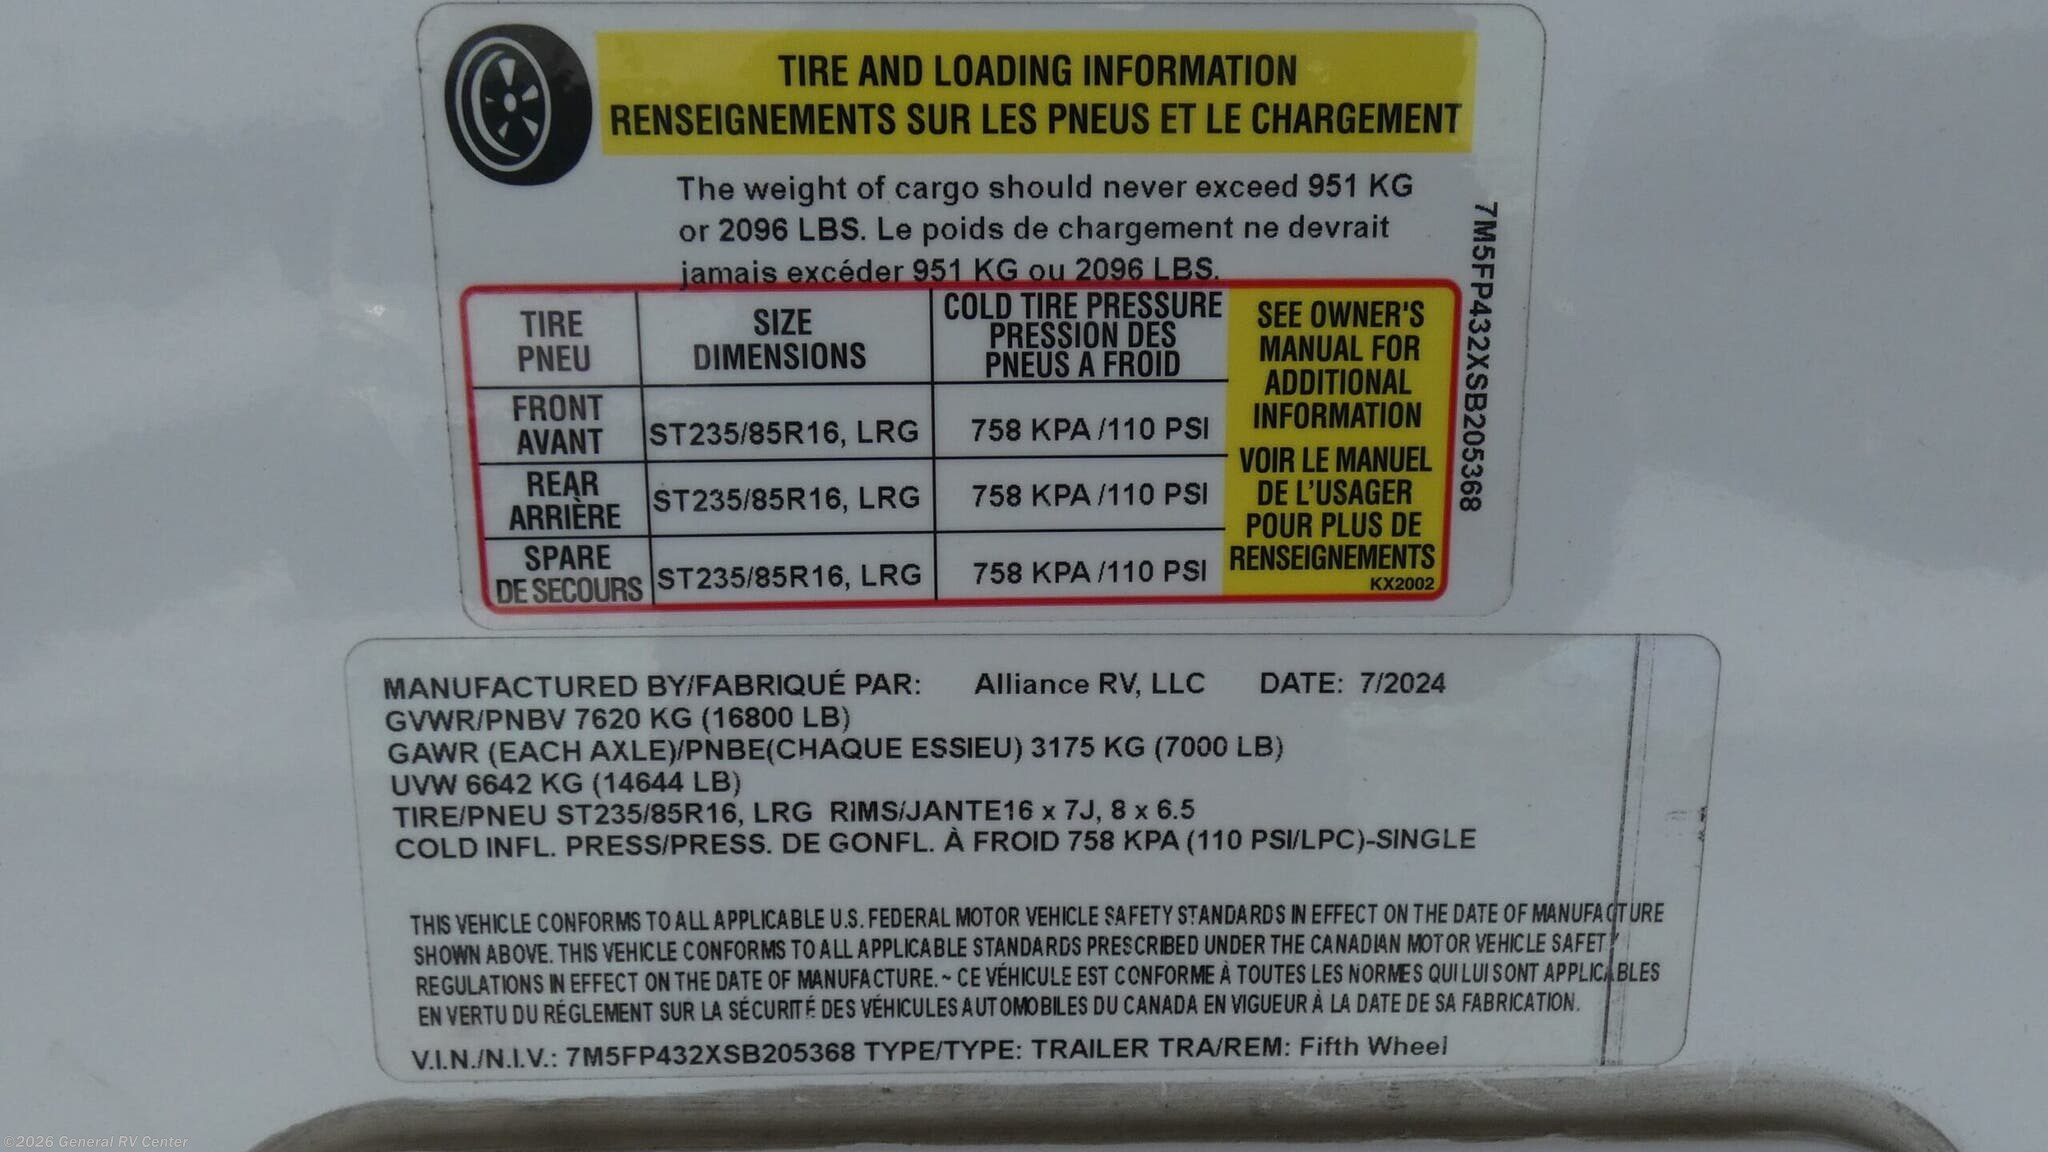 TIRE AND LOADING INFORMATION
RENSEIGNEMENTS SUR LES PNEUS ET LE CHARGEMENT
The weight of cargo should never exceed 951 KG
or 2096 LBS. Le poids de chargement ne devrait
jamais excéder 951 KG ou 2096 LBS.
TIRE
PNEU
SIZE
DIMENSIONS
COLD TIRE PRESSURE
PRESSION DES
PNEUS A FROID
FRONT
AVANT
ST235/85R16, LRG
758 KPA /110 PSI
REAR
ARRIÈRE
ST235/85R16, LRG
758 KPA /110 PSI
SPARE
DE SECOURS
ST235/85R16, LRG
758 KPA /110 PSI
SEE OWNER'S
MANUAL FOR
ADDITIONAL
INFORMATION
VOIR LE MANUEL
DE L'USAGER
POUR PLUS DE
RENSEIGNEMENTS
KX2002
7M5FP432XSB205368
MANUFACTURED BY/FABRIQUÉ PAR: Alliance RV, LLC DATE: 7/2024
GVWR/PNBV 7620 KG (16800 LB)
GAWR (EACH AXLE)/PNBE(CHAQUE ESSIEU) 3175 KG (7000 LB)
UVW 6642 KG (14644 LB)
TIRE/PNEU ST235/85R16, LRG RIMS/JANTE16 x 7J, 8 x 6.5
COLD INFL. PRESS/PRESS. DE GONFL. À FROID 758 KPA (110 PSI/LPC)-SINGLE
THIS VEHICLE CONFORMS TO ALL APPLICABLE U.S. FEDERAL MOTOR VEHICLE SAFETY STANDARDS IN EFFECT ON THE DATE OF MANUFACTURE
SHOWN ABOVE. THIS VEHICLE CONFORMS TO ALL APPLICABLE STANDARDS PRESCRIBED UNDER THE CANADIAN MOTOR VEHICLE SAFETY
REGULATIONS IN EFFECT ON THE DATE OF MANUFACTURE. ~ CE VÉHICULE EST CONFORME À TOUTES LES NORMES QUI LUI SONT APPLICABLES
EN VERTU DU RÉGLEMENT SUR LA SÉCURITÉ DES VÉHICULES AUTOMOBILES DU CANADA EN VIGUEUR À LA DATE DE SA FABRICATION.
V.I.N./N.I.V.: 7M5FP432XSB205368 TYPE/TYPE: TRAILER TRA/REM: Fifth Wheel
©2026 General RV Center